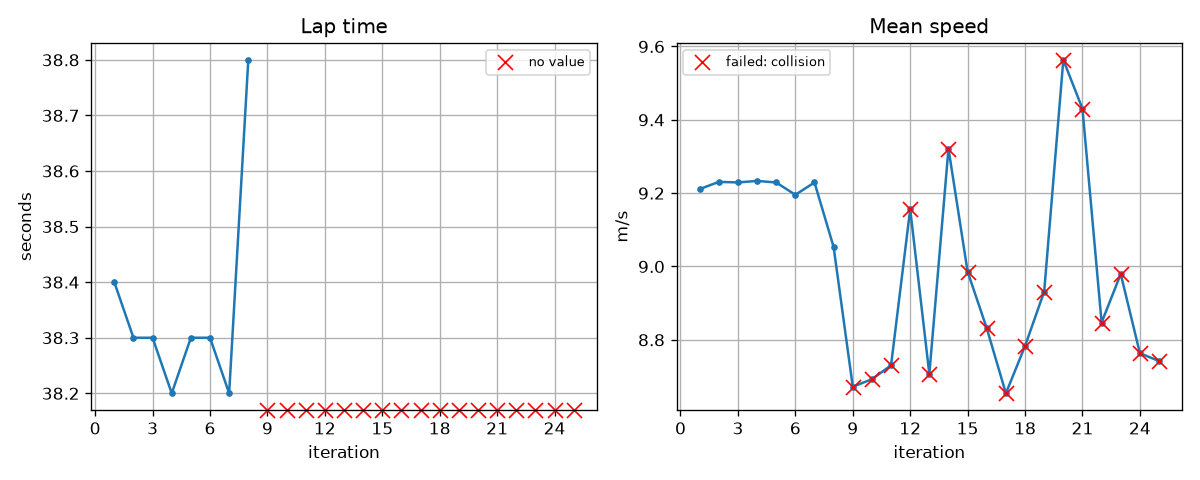 Lap time
38.8
38.7
38.6
38.5
38.4
38.3
38.2
seconds
no value
0 3 6 9 12 15 18 21 24
iteration
Mean speed
9.6
9.4
9.2
9.0
8.8
m/s
failed: collision
0 3 6 9 12 15 18 21 24
iteration